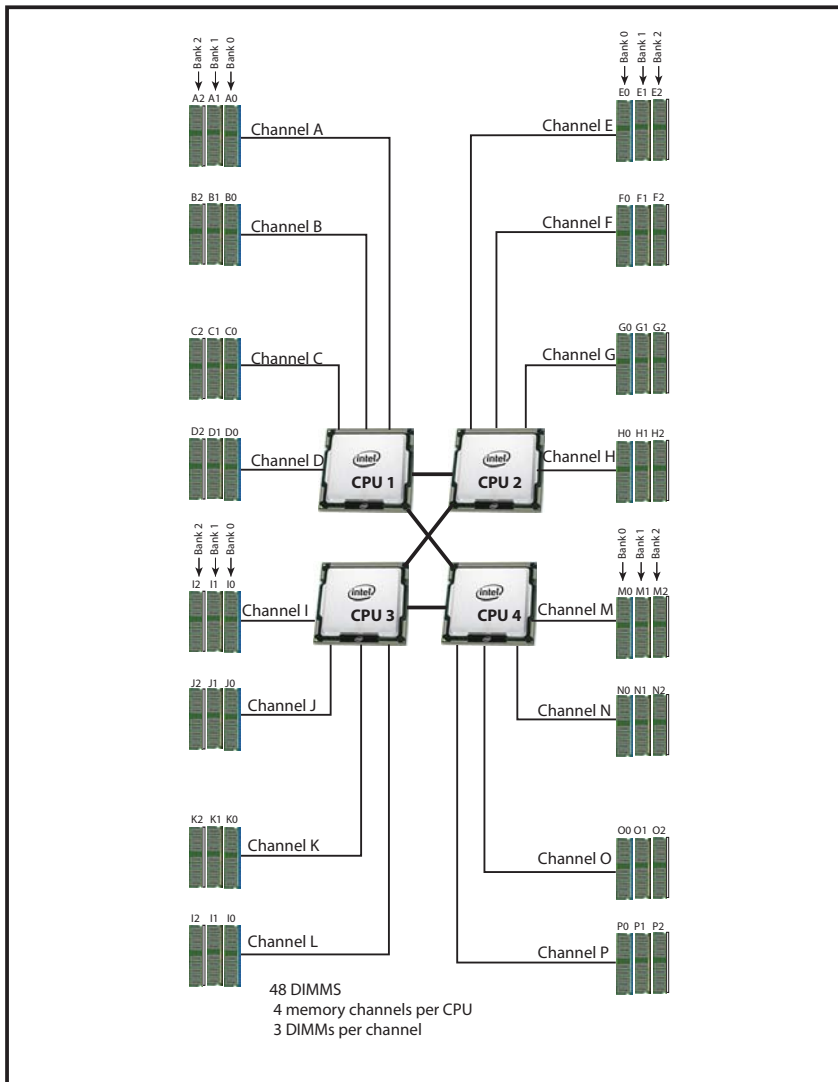 Bank 2
Bank 1
Bank 0
A2 A1 A0
Channel A
B2 B1 B0
Channel B
C2 C1 C0
Channel C
D2 D1 D0
Channel D
Bank 0
Bank 1
Bank 2
E0 E1 E2
Channel E
F0 F1 F2
Channel F
G0 G1 G2
Channel G
H0 H1 H2
Channel H
intel
CPU 1
intel
CPU 2
Bank 2
Bank 1
Bank 0
I2 I1 I0
Channel I
J2 J1 J0
Channel J
K2 K1 K0
Channel K
I2 I1 I0
Channel L
intel
CPU 3
intel
CPU 4
Bank 0
Bank 1
Bank 2
M0 M1 M2
Channel M
N0 N1 N2
Channel N
O0 O1 O2
Channel O
P0 P1 P2
Channel P
48 DIMMS
4 memory channels per CPU
3 DIMMs per channel